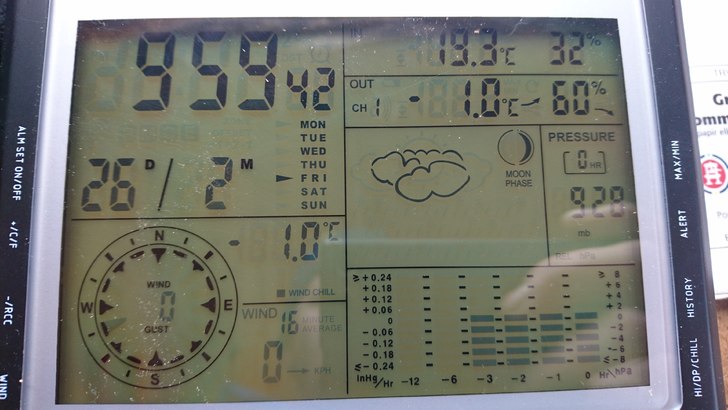 9 59 42
IN 19.3 °C 32%
OUT
CH 1 -1.0 °C 60%
MON
TUE
WED
THU
FRI
SAT
SUN
26 D / 2 M
MOON
PHASE
PRESSURE
0 HR
928
mb
-1.0 °C
WIND CHILL
N
W
E
S
WIND
0
GUST
WIND 16 MINUTE
AVERAGE
0 KPH
≥ +0.24
+0.18
+0.12
+0.06
0
-0.06
-0.12
-0.18
≤ -0.24
inHg/Hr -12 -6 -3 -2 -1 0 Hr/hPa
≥ 8
+ 6
+ 4
+ 2
0
-2
-4
-6
≤ -8
ALM SET ON/OFF
°C/°F
~/RCC
WIND
MAX/MIN
ALERT
HISTORY
HI/DP/CHILL